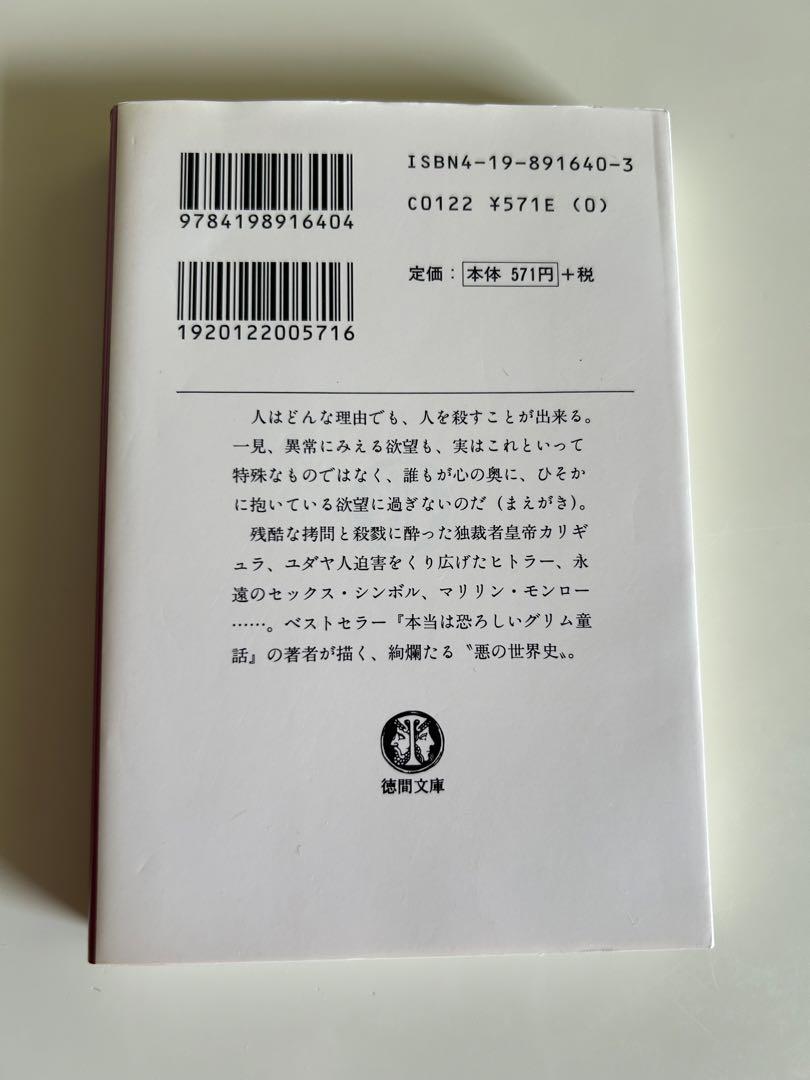 ISBN4-19-891640-3
9784198916404
C0122 ¥571E (0)
定価：本体 571円＋税
1920122005716
人はどんな理由でも、人を殺すことが出来る。
一見、異常にみえる欲望も、実はこれといって
特殊なものではなく、誰もが心の奥に、ひそか
に抱いている欲望に過ぎないのだ（まえがき）。
残酷な拷問と殺戮に酔った独裁者皇帝カリギ
ュラ、ユダヤ人迫害をくり広げたヒトラー、永
遠のセックス・シンボル、マリリン・モンロー
……。ベストセラー『本当は恐ろしいグリム童
話』の著者が描く、絢爛たる〝悪の世界史〟。
徳間文庫